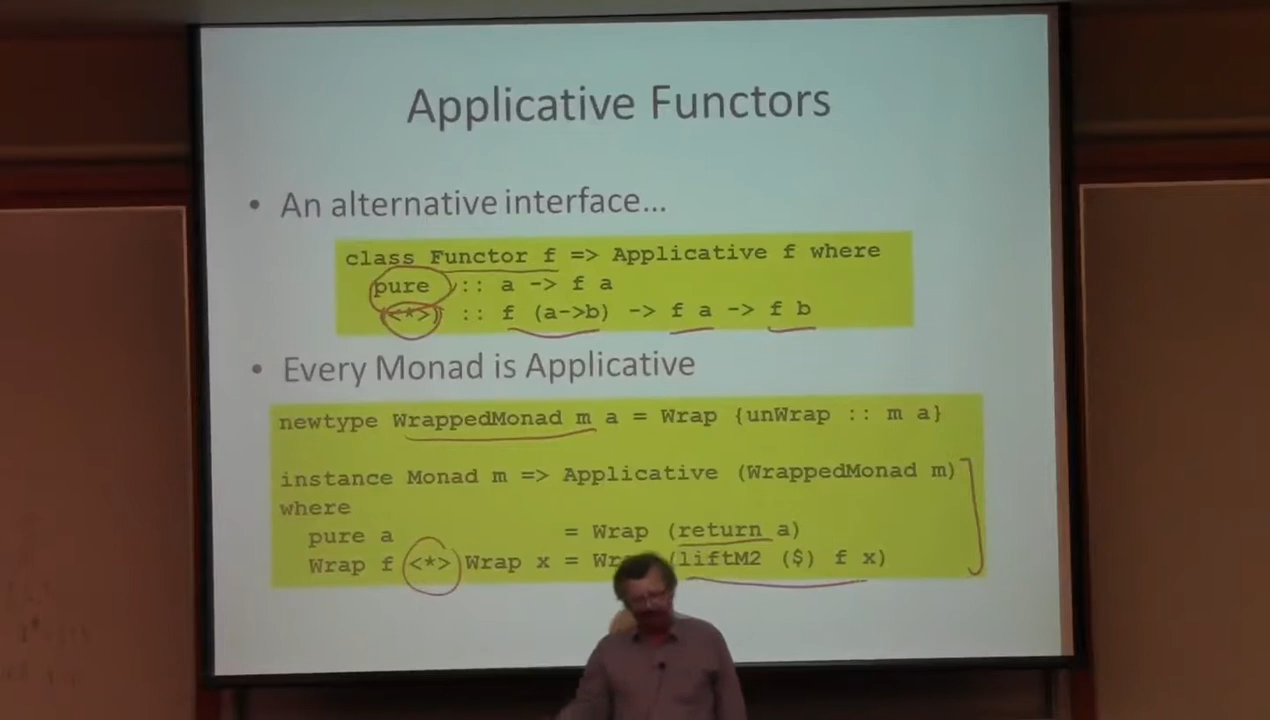 Applicative Functors
• An alternative interface...
class Functor f => Applicative f where
pure :: a -> f a
(<*>) :: f (a->b) -> f a -> f b
• Every Monad is Applicative
newtype WrappedMonad m a = Wrap {unWrap :: m a}
instance Monad m => Applicative (WrappedMonad m)
where
pure a = Wrap (return a)
Wrap f <*> Wrap x = Wr (liftM2 ($) f x)